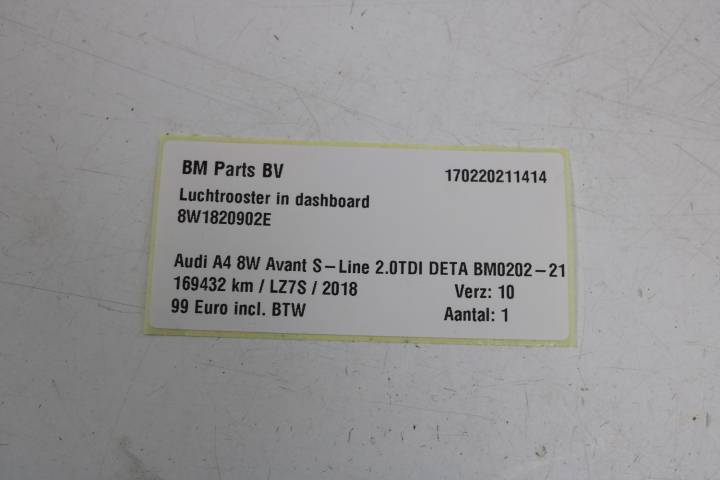 BM Parts BV 170220211414
Luchtrooster in dashboard
8W1820902E
Audi A4 8W Avant S-Line 2.0TDI DETA BM0202-21
169432 km / LZ7S / 2018 Verz: 10
99 Euro incl. BTW Aantal: 1